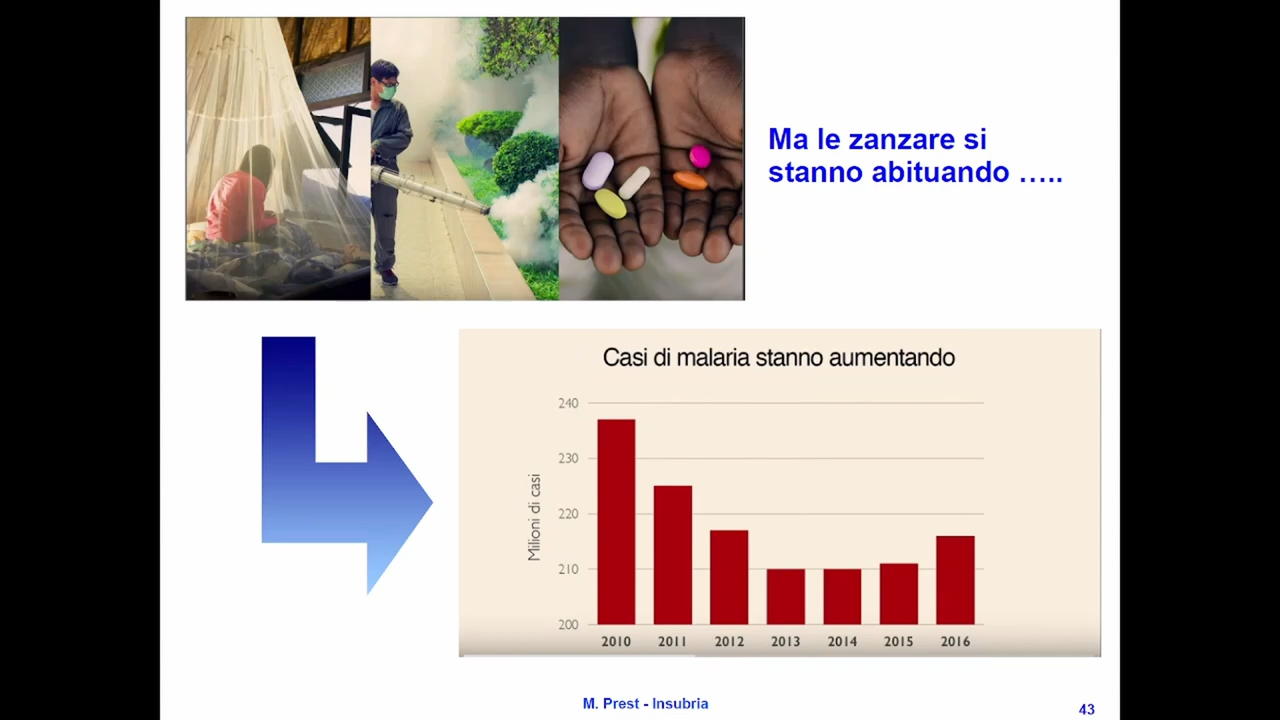 Ma le zanzare si
stanno abituando …..
Casi di malaria stanno aumentando
Milioni di casi
240
230
220
210
200
2010 2011 2012 2013 2014 2015 2016
M. Prest - Insubria
43